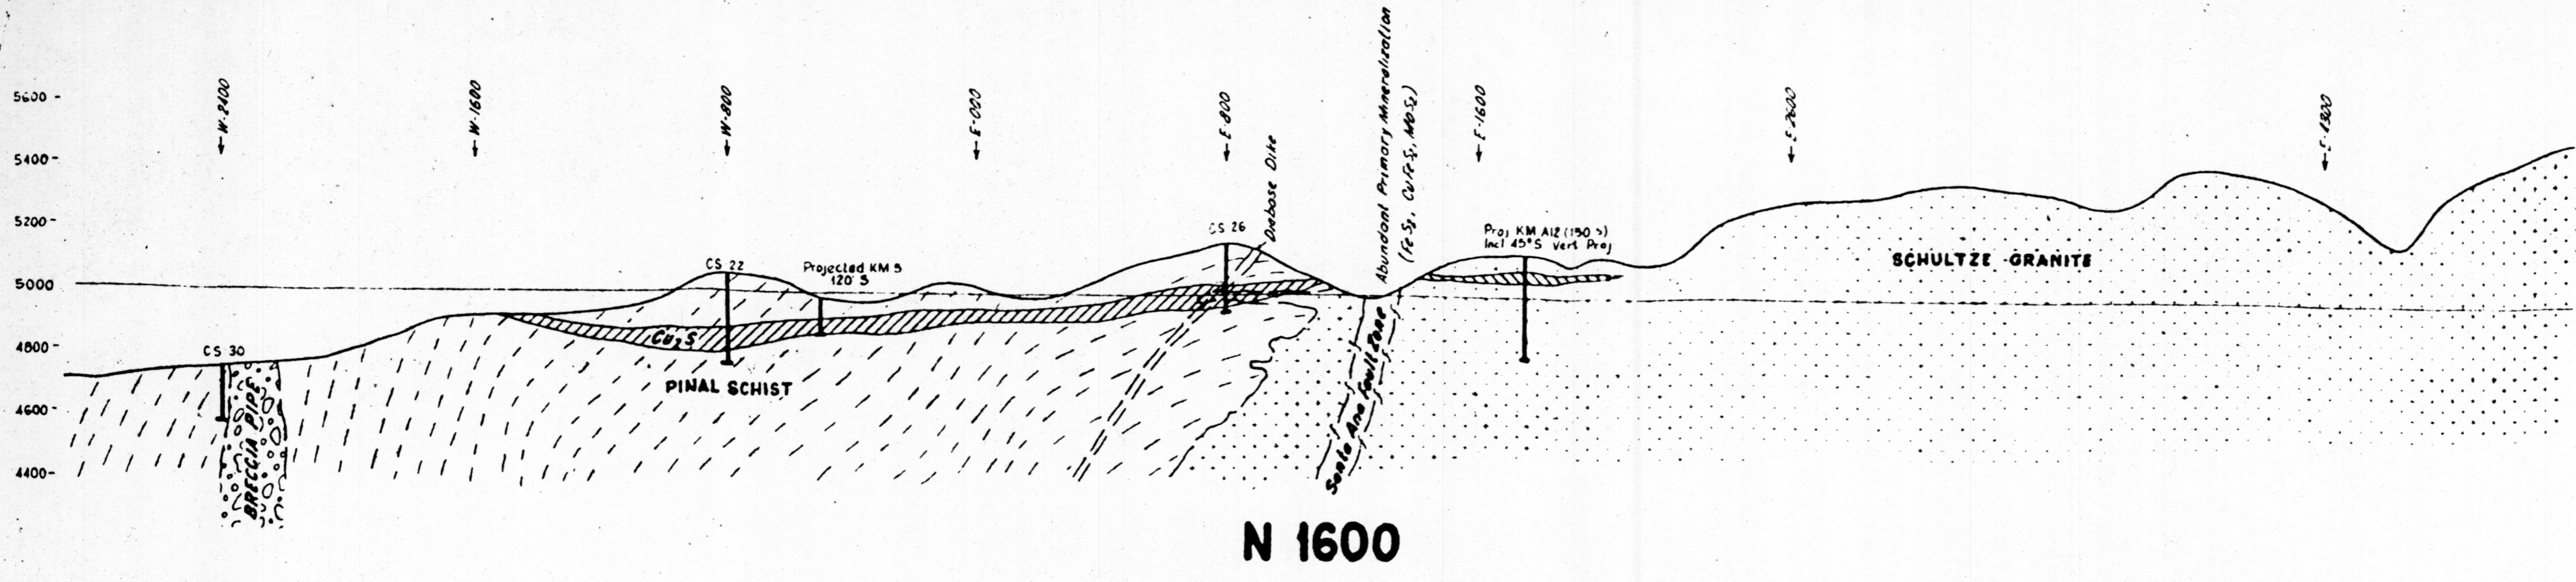 5600 -
5400 -
5200 -
5000
4800 -
4600 -
4400 -
← W-2400
← W-1600
← W-800
← E-000
← E-800
← E-1600
← E-2600
Diabase Dike
Abundant Primary Mineralization
(FeS₂, CuFeS₂, MoS₂)
CS 30
CS 22
Projected KM 5
120' S
CS 26
Proj KM A12 (150 S)
Incl 45° S Vert Proj
SCHULTZE GRANITE
Cu₂S
PINAL SCHIST
BRECCIA PIPE
Santa Ana Fault Zone
N 1600